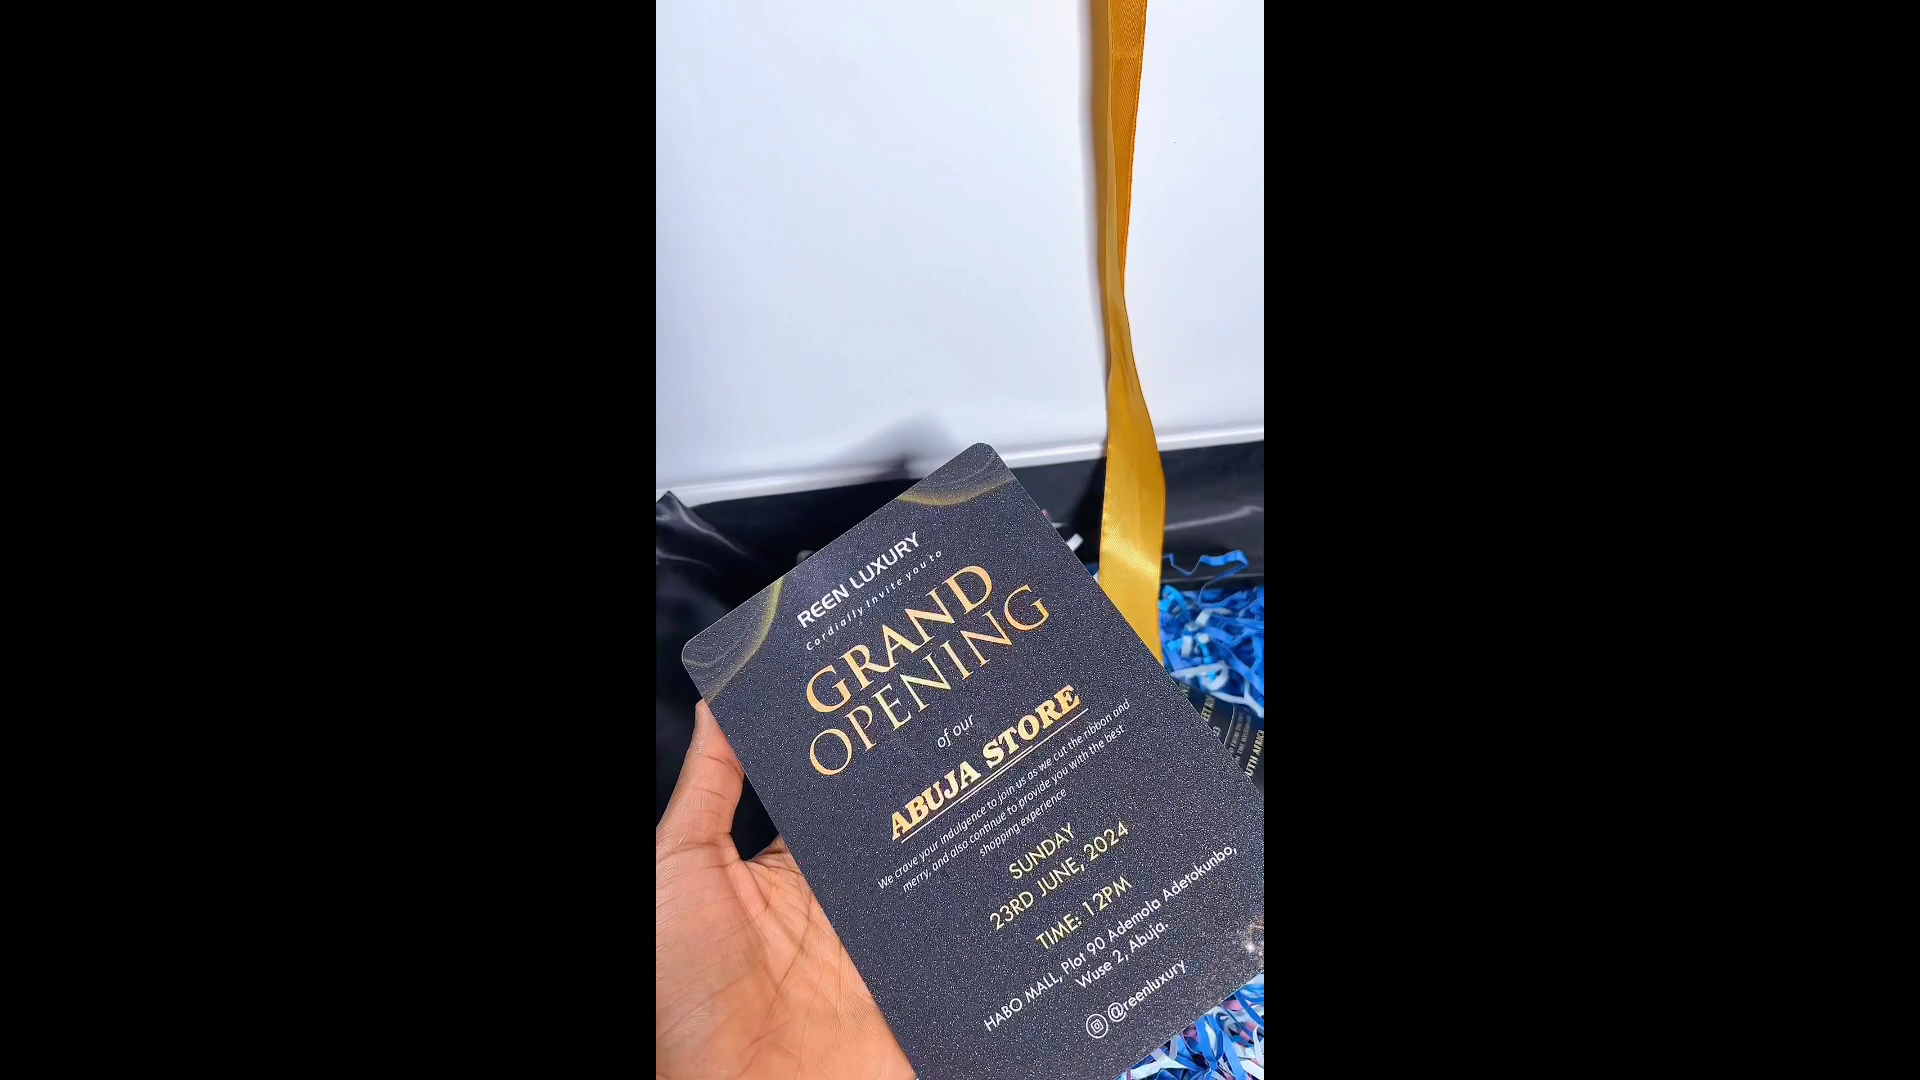 REEN LUXURY
Cordially Invite you to
GRAND
OPENING
of our
ABUJA STORE
We crave your indulgence to join us as we cut the ribbon and
merry, and also continue to provide you with the best
shopping experience
SUNDAY
23RD JUNE, 2024
TIME: 12PM
HABO MALL, Plot 90 Ademola Adetokunbo,
Wuse 2, Abuja.
@reenluxury